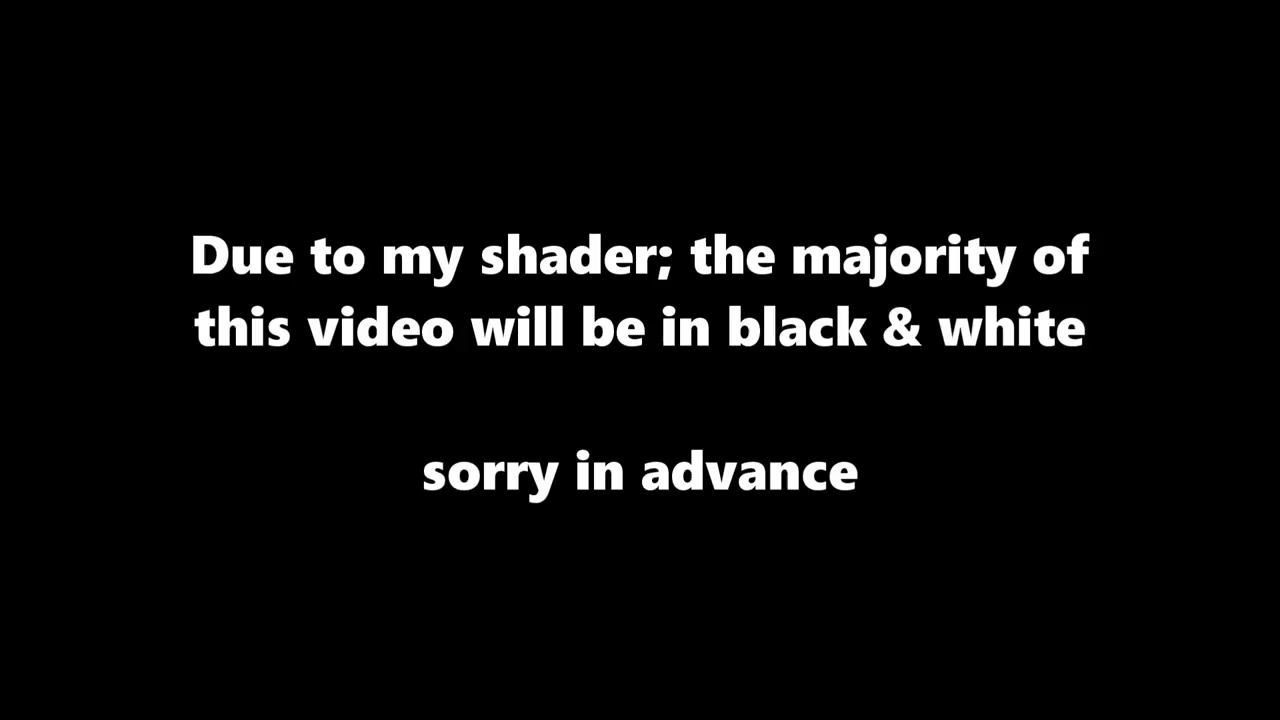 Due to my shader; the majority of
this video will be in black & white
sorry in advance